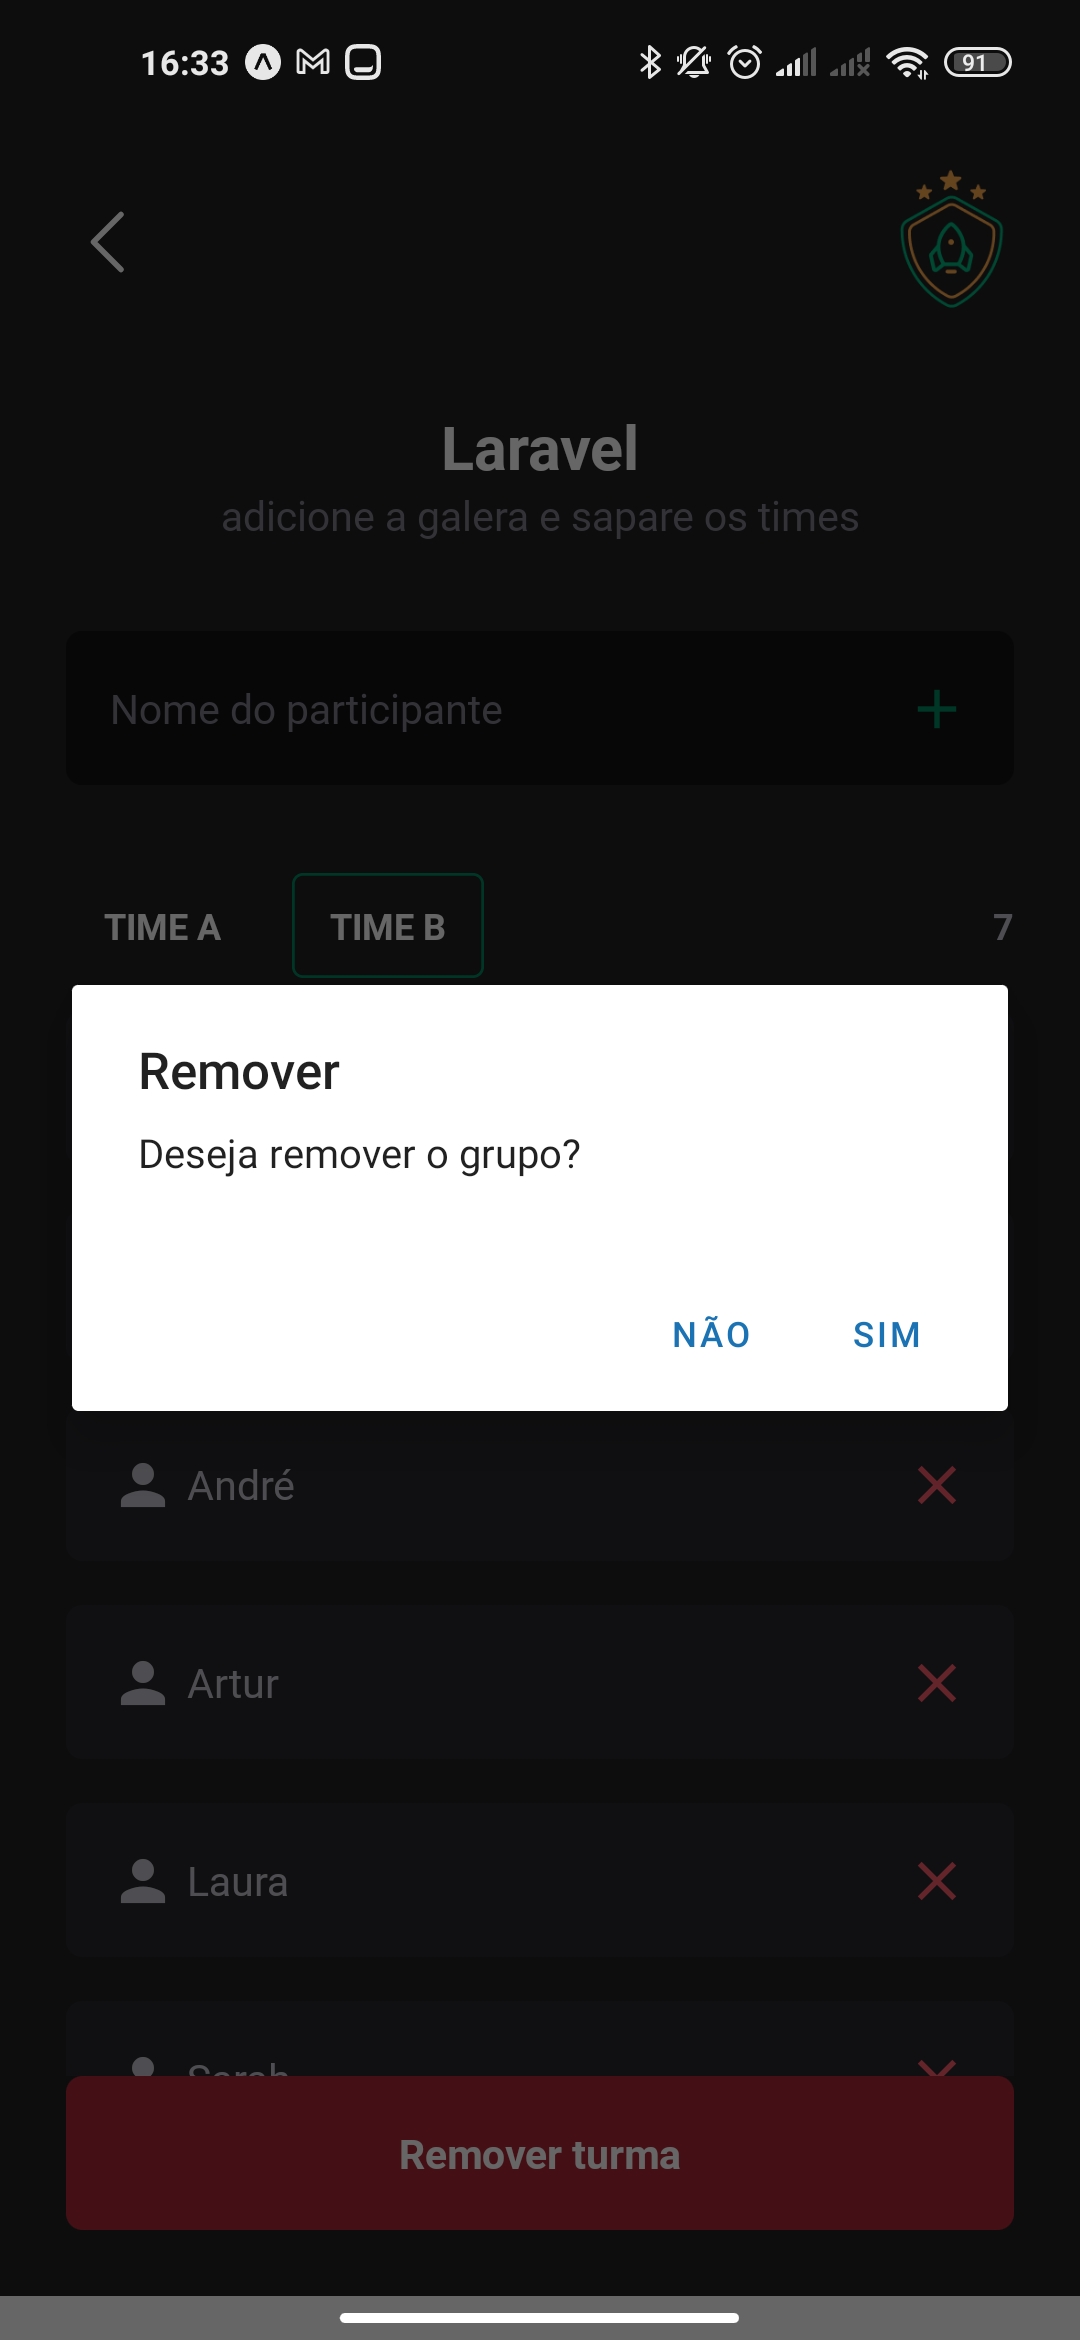 16:33
91
Laravel
adicione a galera e sapare os times
Nome do participante
TIME A TIME B 7
Remover
Deseja remover o grupo?
NÃO SIM
André
Artur
Laura
Sarah
Remover turma